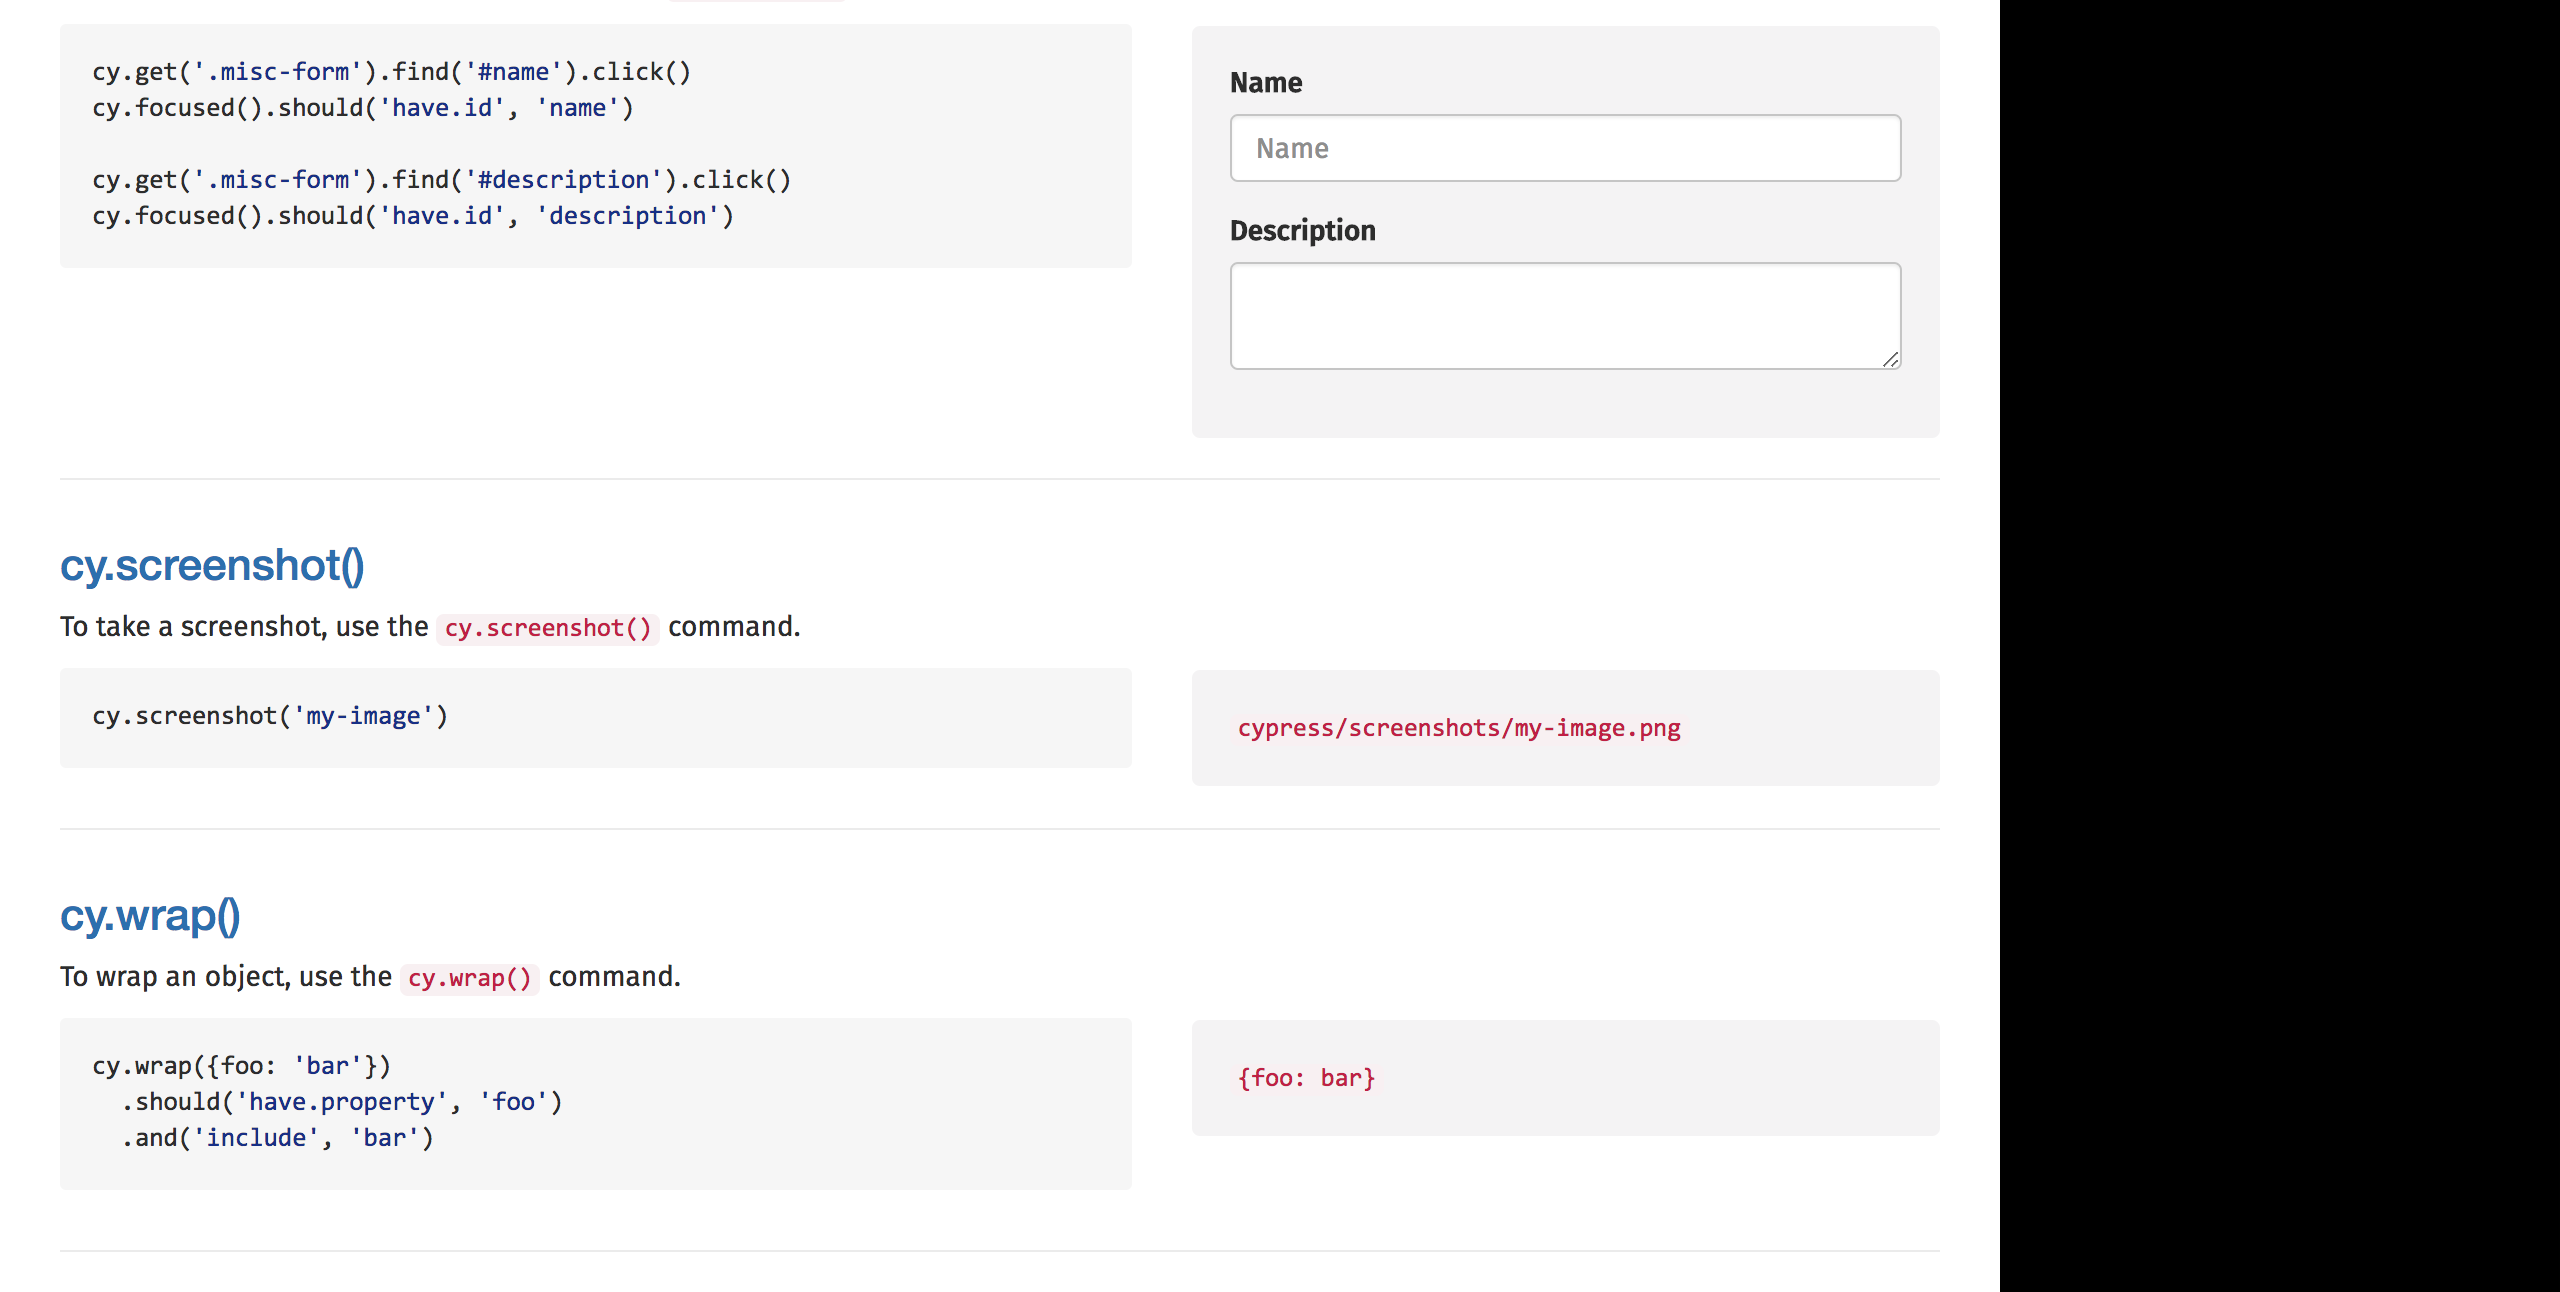 cy.get('.misc-form').find('#name').click()
cy.focused().should('have.id', 'name')
cy.get('.misc-form').find('#description').click()
cy.focused().should('have.id', 'description')
Name
Name
Description
cy.screenshot()
To take a screenshot, use the cy.screenshot() command.
cy.screenshot('my-image')
cypress/screenshots/my-image.png
cy.wrap()
To wrap an object, use the cy.wrap() command.
cy.wrap({foo: 'bar'})
.should('have.property', 'foo')
.and('include', 'bar')
{foo: bar}